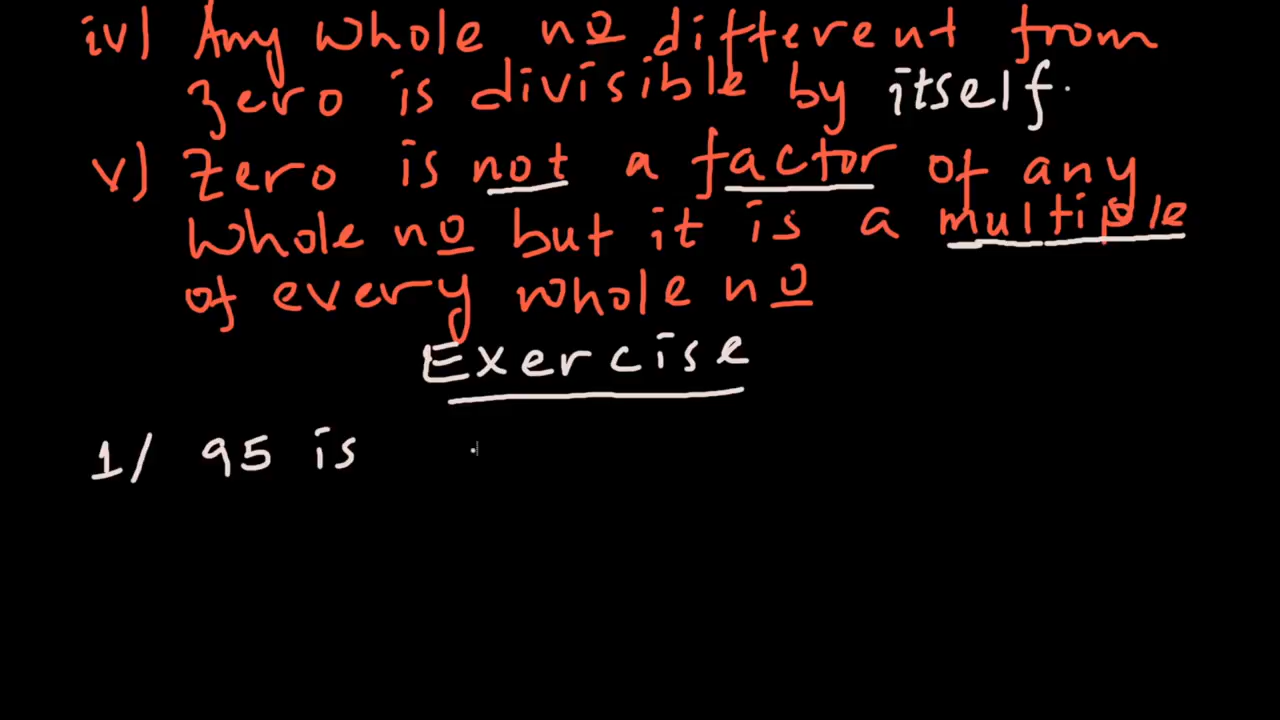 iv) Any whole no different from
zero is divisible by itself.
v) Zero is not a factor of any
whole no but it is a multiple
of every whole no
Exercise
1/ 95 is